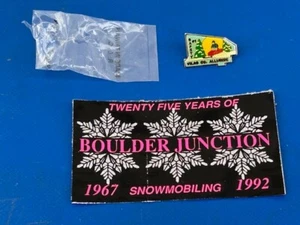 TWENTY FIVE YEARS OF
BOULDER JUNCTION
1967 SNOWMOBILING 1992